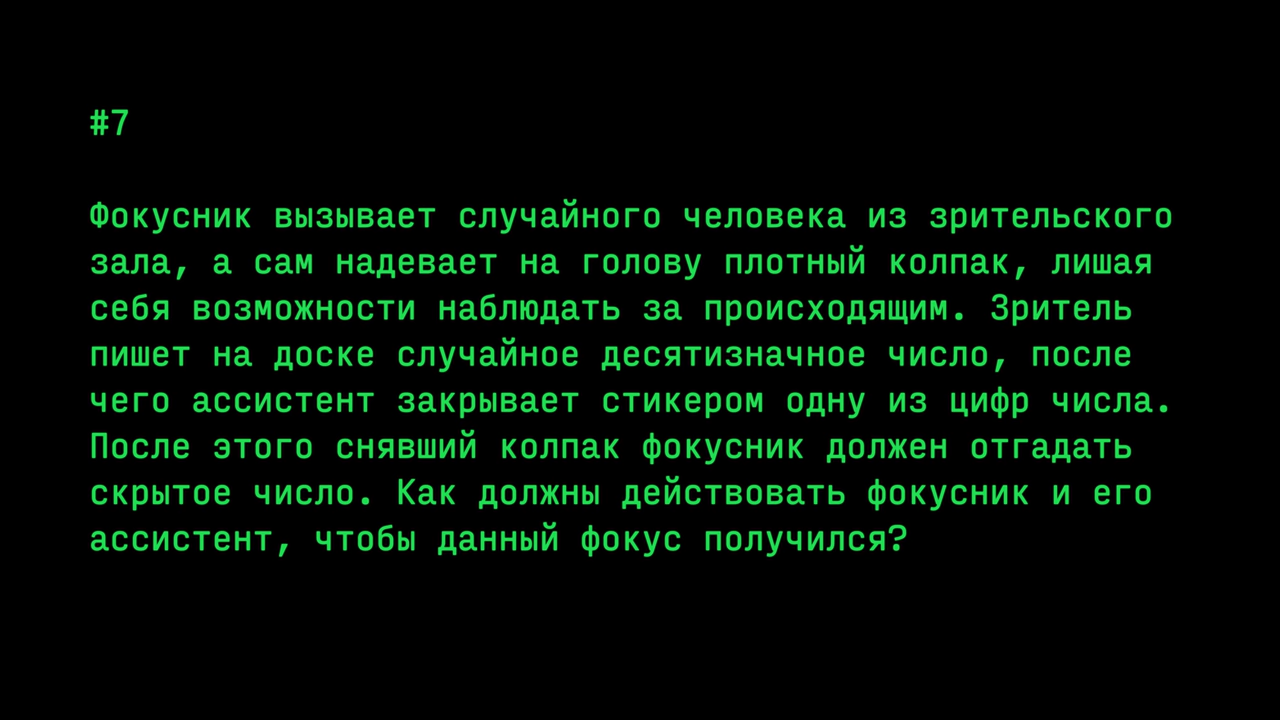 #7
Фокусник вызывает случайного человека из зрительского
зала, а сам надевает на голову плотный колпак, лишая
себя возможности наблюдать за происходящим. Зритель
пишет на доске случайное десятизначное число, после
чего ассистент закрывает стикером одну из цифр числа.
После этого снявший колпак фокусник должен отгадать
скрытое число. Как должны действовать фокусник и его
ассистент, чтобы данный фокус получился?